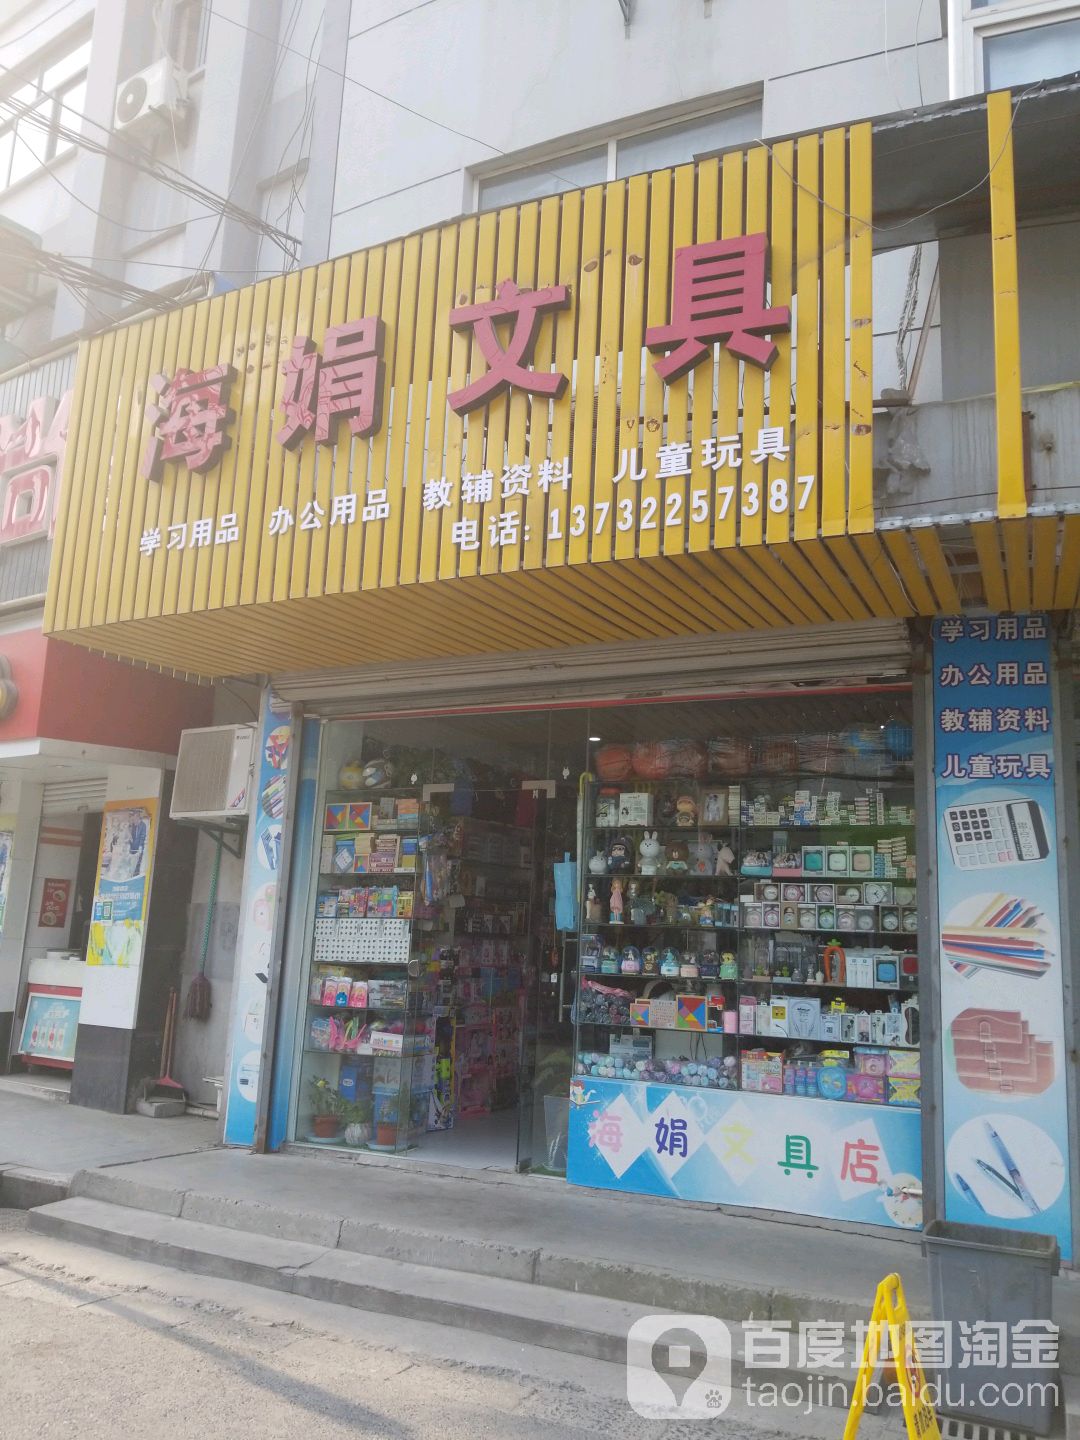 海娟文具
学习用品 办公用品 教辅资料 儿童玩具
电话: 13732257387
尚
学习用品
办公用品
教辅资料
儿童玩具
海娟文具店
百度地图淘金
taojin.baidu.com